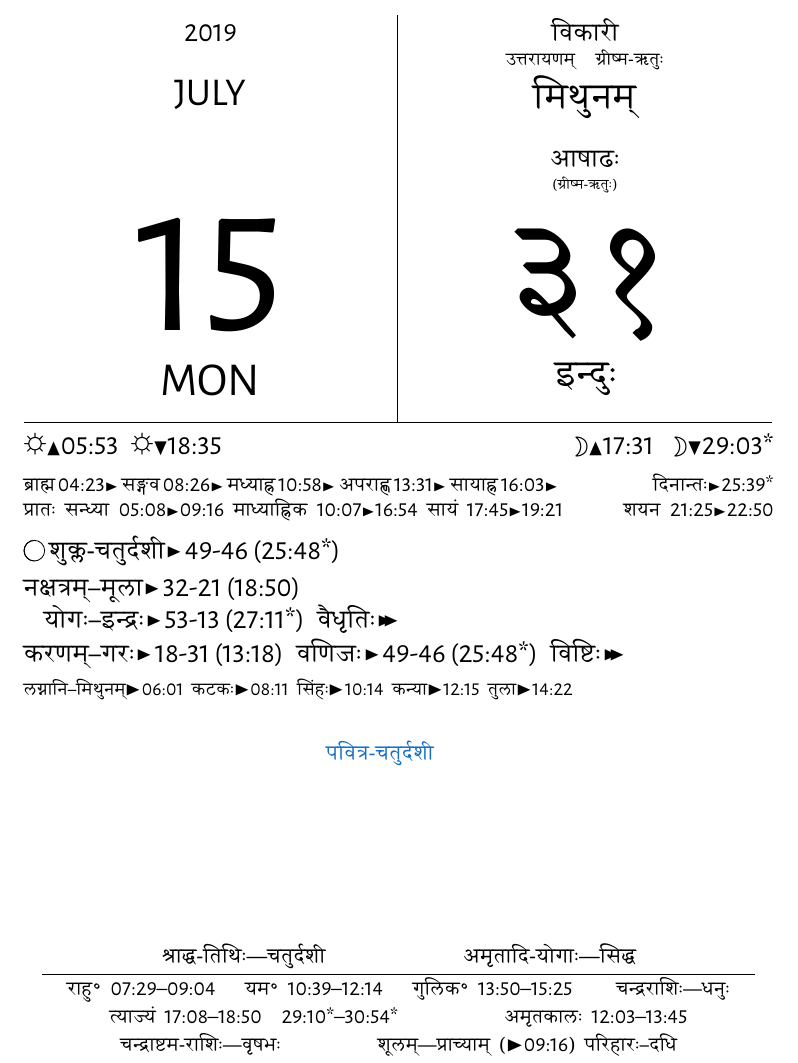 2019
JULY
15
MON
विकारी
उत्तरायणम् ग्रीष्म-ऋतुः
मिथुनम्
आषाढः
(ग्रीष्म-ऋतुः)
३१
इन्दुः
☼▲05:53 ☼▼18:35 ☽▲17:31 ☽▼29:03*
ब्राह्म 04:23► सङ्गव 08:26► मध्याह्न 10:58► अपराह्ण 13:31► सायाह्न 16:03► दिनान्तः►25:39*
प्रातः सन्ध्या 05:08►09:16 माध्याह्निक 10:07►16:54 सायं 17:45►19:21 शयन 21:25►22:50
◯ शुक्ल-चतुर्दशी► 49-46 (25:48*)
नक्षत्रम्–मूला► 32-21 (18:50)
योगः–इन्द्रः► 53-13 (27:11*) वैधृतिः►►
करणम्–गरः► 18-31 (13:18) वणिजः► 49-46 (25:48*) विष्टिः►►
लग्नानि–मिथुनम्►06:01 कटकः►08:11 सिंहः►10:14 कन्या►12:15 तुला►14:22
पवित्र-चतुर्दशी
श्राद्ध-तिथिः—चतुर्दशी अमृतादि-योगाः—सिद्ध
राहु॰ 07:29–09:04 यम॰ 10:39–12:14 गुलिक॰ 13:50–15:25 चन्द्रराशिः—धनुः
त्याज्यं 17:08–18:50 29:10*–30:54* अमृतकालः 12:03–13:45
चन्द्राष्टम-राशिः—वृषभः शूलम्—प्राच्याम् (►09:16) परिहारः–दधि